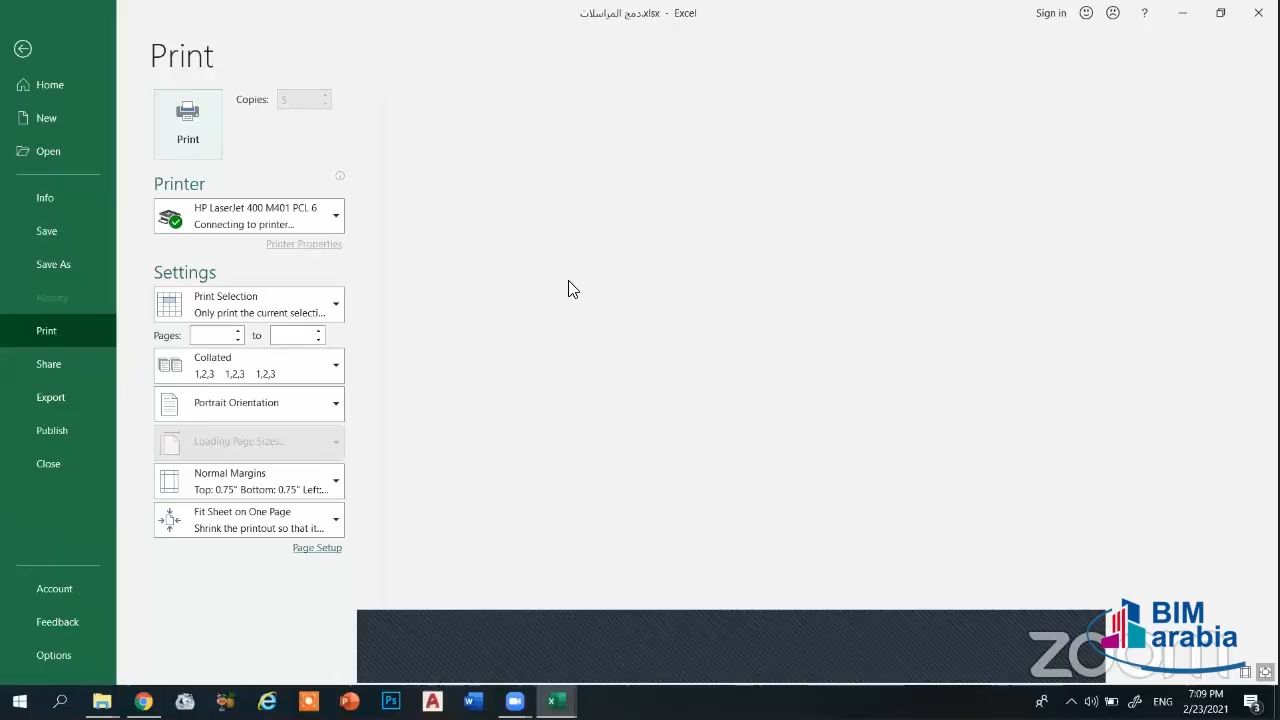 دمج المراسلات.xlsx - Excel
Sign in
?
Print
Home
New
Open
Info
Save
Save As
History
Print
Share
Export
Publish
Close
Account
Feedback
Options
Print
Copies: 5
Printer
HP LaserJet 400 M401 PCL 6
Connecting to printer...
Printer Properties
Settings
Print Selection
Only print the current selecti...
Pages:
to
Collated
1,2,3 1,2,3 1,2,3
Portrait Orientation
Loading Page Sizes...
Normal Margins
Top: 0.75" Bottom: 0.75" Left:...
Fit Sheet on One Page
Shrink the printout so that it...
Page Setup
BIM
arabia
zoom
ENG
7:09 PM
2/23/2021